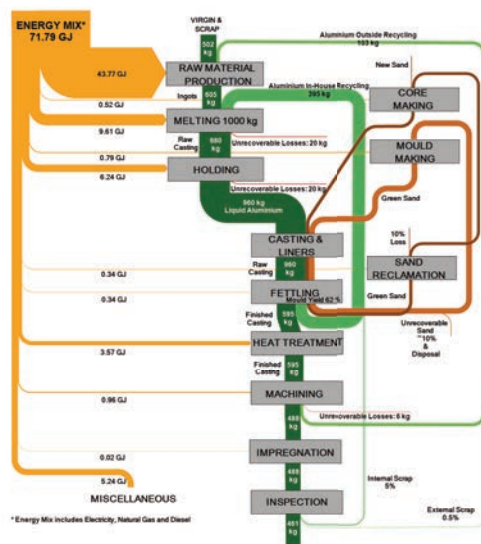 ENERGY MIX*
71.79 GJ
VIRGIN &
SCRAP
502
kg
Aluminium Outside Recycling
103 kg
43.77 GJ
RAW MATERIAL
PRODUCTION
Aluminium In-House Recycling
395 kg
New Sand
CORE
MAKING
Ingots
605
kg
0.52 GJ
MELTING 1000 kg
9.61 GJ
Raw
Casting
980
kg
Unrecoverable Losses: 20 kg
MOULD
MAKING
0.79 GJ
HOLDING
6.24 GJ
Unrecoverable Losses: 20 kg
960 kg
Liquid Aluminium
Green Sand
CASTING &
LINERS
10%
Loss
Raw
Casting
960
kg
SAND
RECLAMATION
0.34 GJ
FETTLING
0.34 GJ
Mould Yield 62 %
Green Sand
Finished
Casting
595
kg
Unrecoverable
Sand
~10%
&
Disposal
HEAT TREATMENT
3.57 GJ
Finished
Casting
595
kg
MACHINING
0.96 GJ
488
kg
Unrecoverable Losses: 6 kg
IMPREGNATION
0.02 GJ
488
kg
5.24 GJ
MISCELLANEOUS
Internal Scrap
5%
INSPECTION
External Scrap
0.5%
481
kg
* Energy Mix includes Electricity, Natural Gas and Diesel